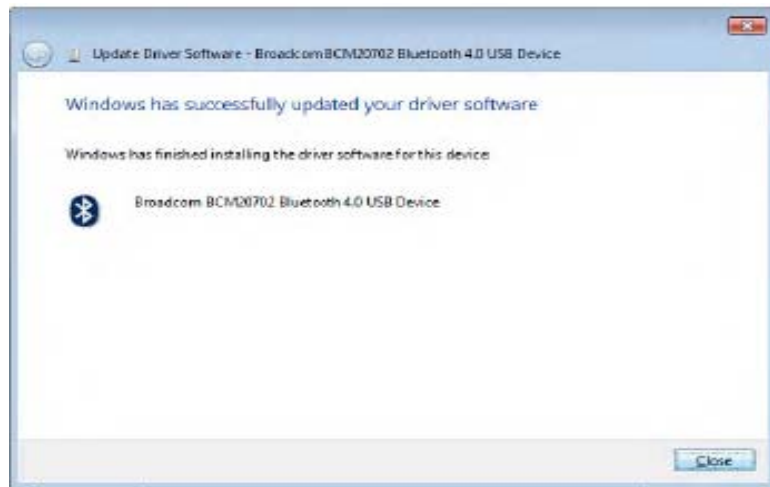 Update Driver Software - Broadcom BCM20702 Bluetooth 4.0 USB Device
Windows has successfully updated your driver software
Windows has finished installing the driver software for this device:
Broadcom BCM20702 Bluetooth 4.0 USB Device
Close